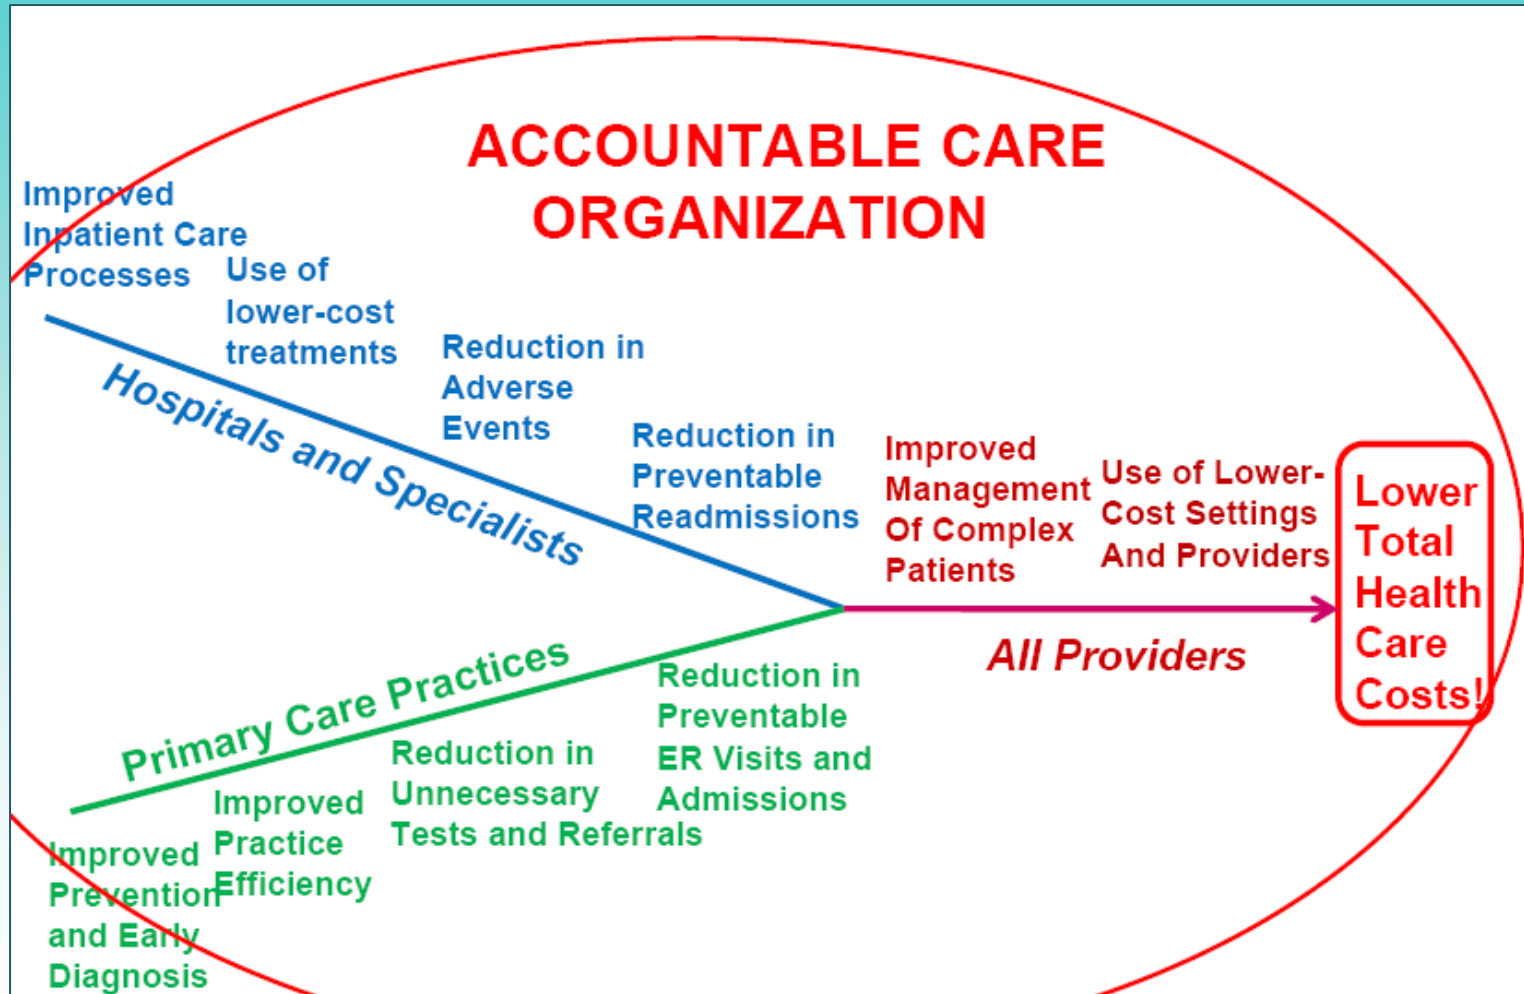 ACCOUNTABLE CARE
ORGANIZATION
Improved
Inpatient Care
Processes
Use of
lower-cost
treatments
Reduction in
Adverse
Events
Reduction in
Preventable
Readmissions
Hospitals and Specialists
Improved
Management
Of Complex
Patients
Use of Lower-
Cost Settings
And Providers
All Providers
Lower
Total
Health
Care
Costs!
Primary Care Practices
Improved
Prevention
and Early
Diagnosis
Improved
Practice
Efficiency
Reduction in
Unnecessary
Tests and Referrals
Reduction in
Preventable
ER Visits and
Admissions